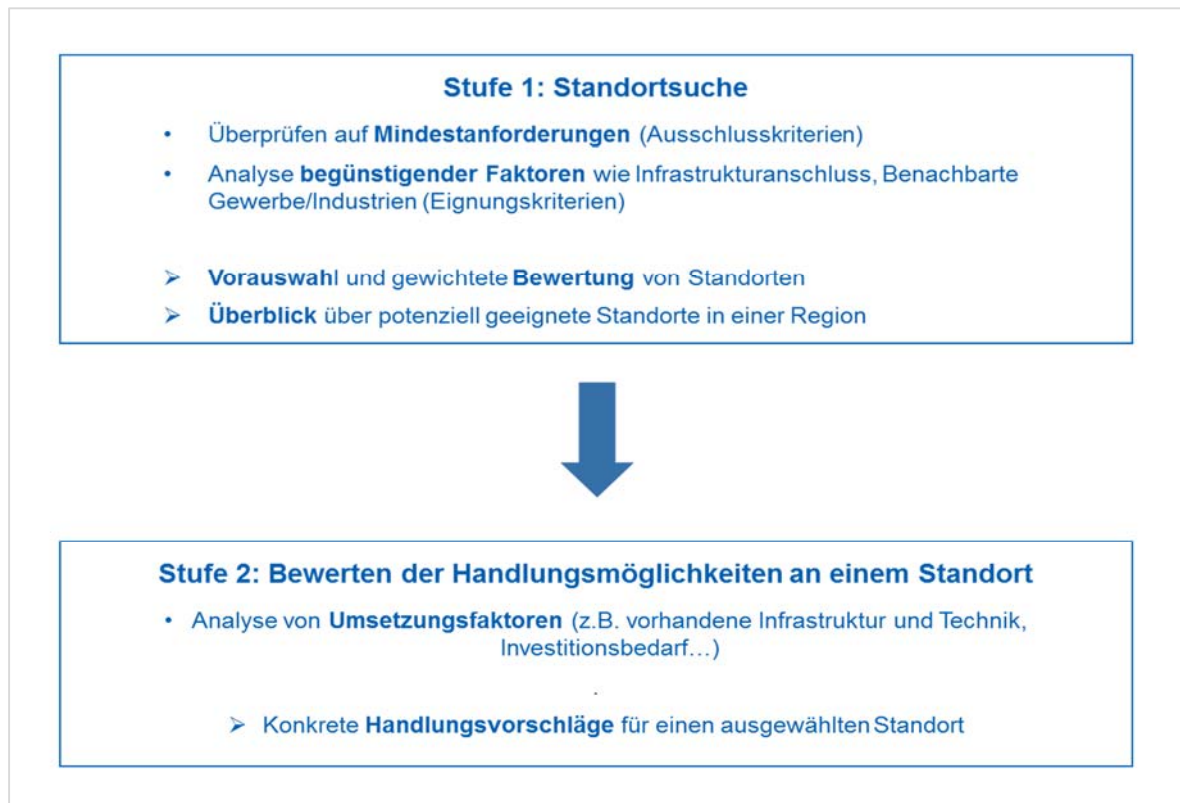 Stufe 1: Standortsuche
• Überprüfen auf Mindestanforderungen (Ausschlusskriterien)
• Analyse begünstigender Faktoren wie Infrastrukturanschluss, Benachbarte
Gewerbe/Industrien (Eignungskriterien)
➢ Vorauswahl und gewichtete Bewertung von Standorten
➢ Überblick über potenziell geeignete Standorte in einer Region
Stufe 2: Bewerten der Handlungsmöglichkeiten an einem Standort
• Analyse von Umsetzungsfaktoren (z.B. vorhandene Infrastruktur und Technik,
Investitionsbedarf…)
.
➢ Konkrete Handlungsvorschläge für einen ausgewählten Standort